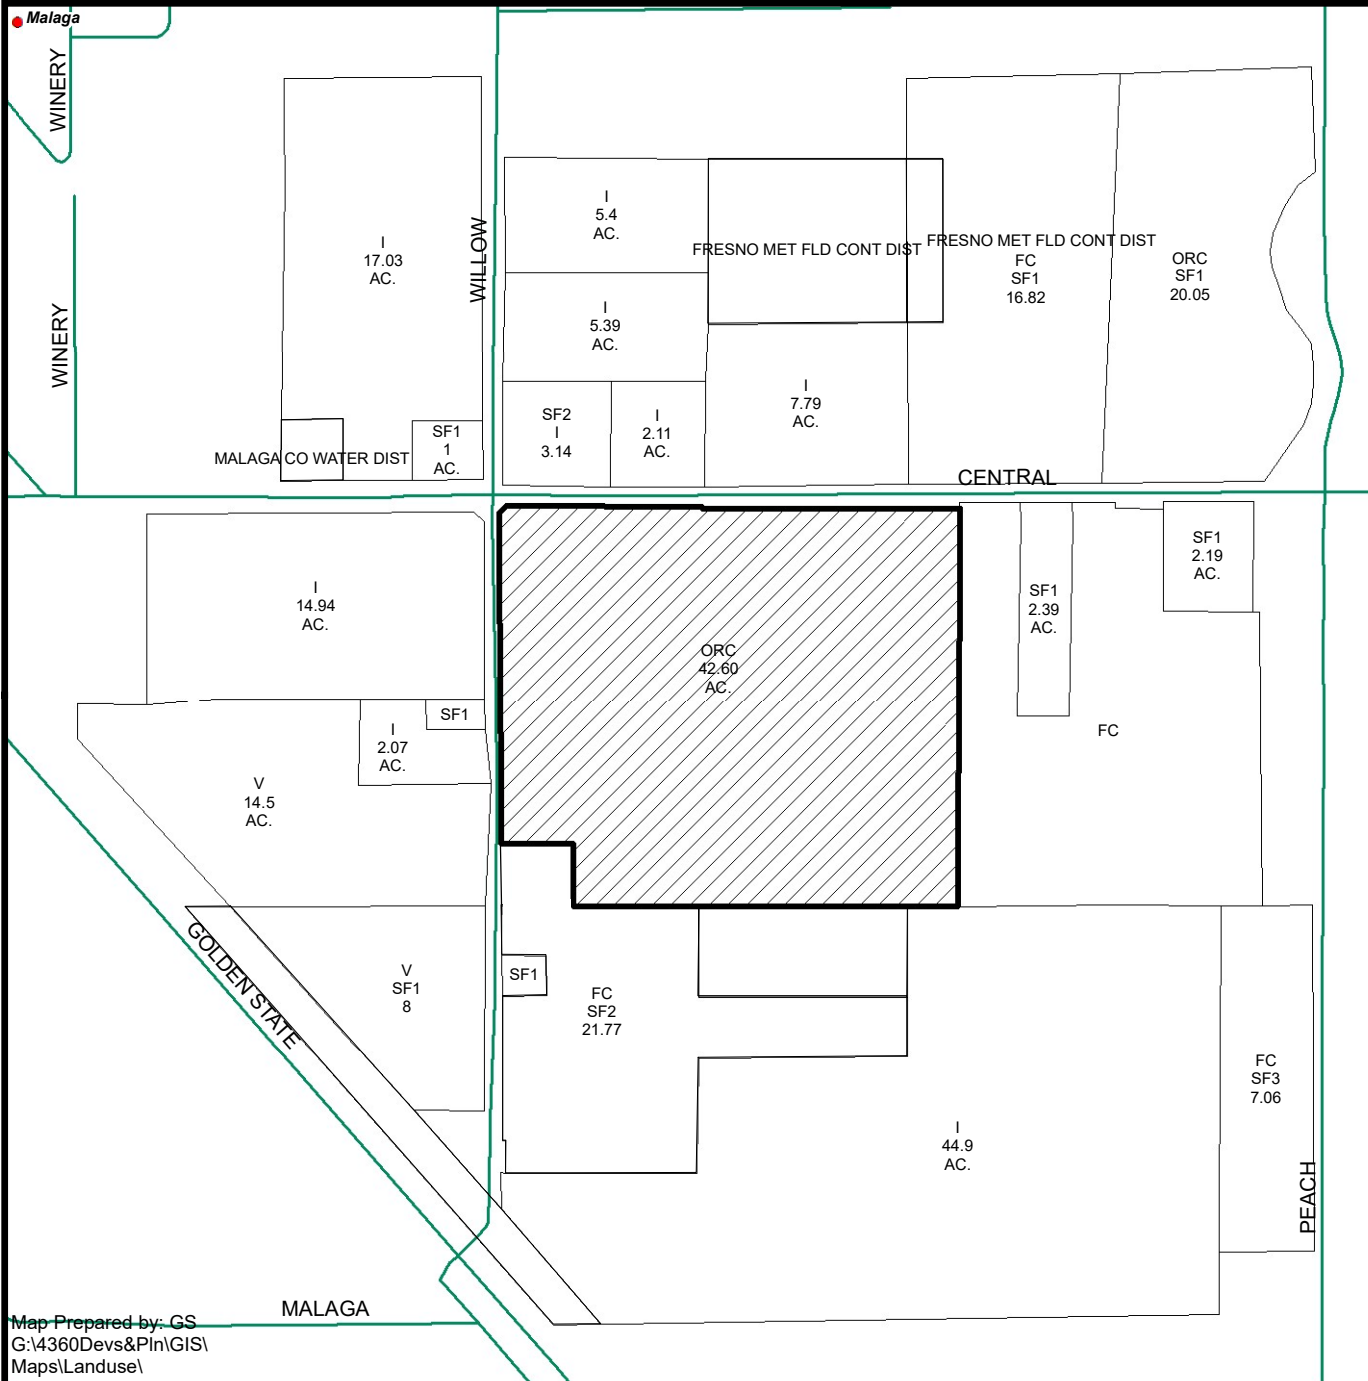 Malaga
WINERY
WINERY
I
17.03
AC.
WILLOW
I
5.4
AC.
FRESNO MET FLD CONT DIST
FRESNO MET FLD CONT DIST
FC
SF1
16.82
ORC
SF1
20.05
I
5.39
AC.
SF2
I
3.14
I
2.11
AC.
I
7.79
AC.
MALAGA CO WATER DIST
SF1
1
AC.
CENTRAL
I
14.94
AC.
ORC
42.60
AC.
SF1
2.39
AC.
SF1
2.19
AC.
FC
SF1
I
2.07
AC.
V
14.5
AC.
GOLDEN STATE
V
SF1
8
SF1
FC
SF2
21.77
FC
SF3
7.06
I
44.9
AC.
PEACH
MALAGA
Map Prepared by: GS
G:\4360Devs&Pln\GIS\
Maps\Landuse\